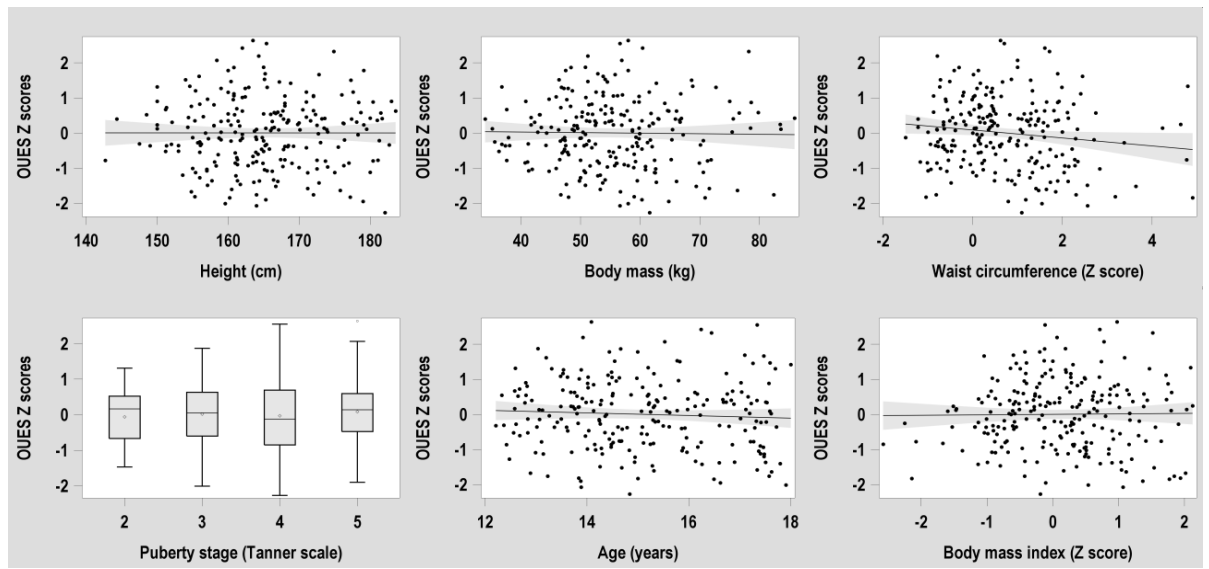 OUES Z scores
2
1
0
-1
-2
140 150 160 170 180
Height (cm)
OUES Z scores
2
1
0
-1
-2
40 50 60 70 80
Body mass (kg)
OUES Z scores
2
1
0
-1
-2
-2 0 2 4
Waist circumference (Z score)
OUES Z scores
2
1
0
-1
-2
2 3 4 5
Puberty stage (Tanner scale)
OUES Z scores
2
1
0
-1
-2
12 14 16 18
Age (years)
OUES Z scores
2
1
0
-1
-2
-2 -1 0 1 2
Body mass index (Z score)